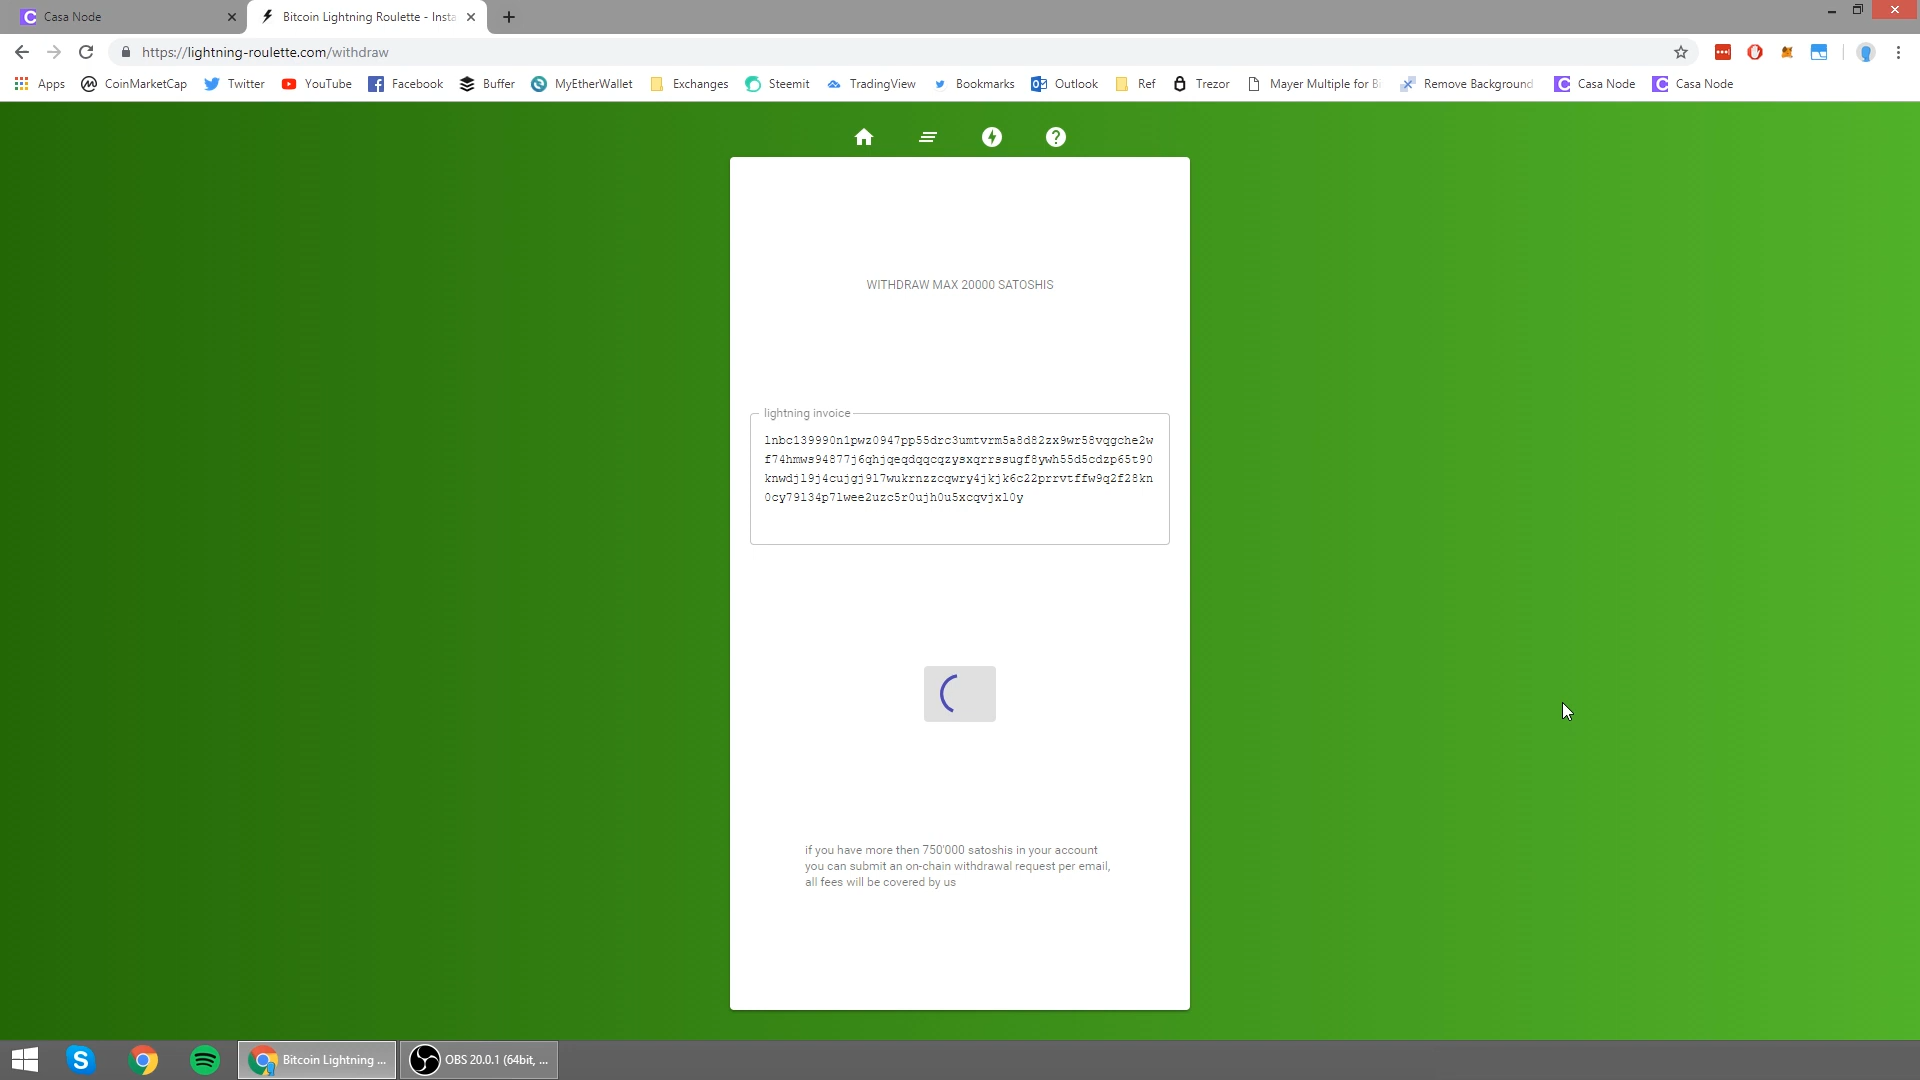 Casa Node
Bitcoin Lightning Roulette - Insta
https://lightning-roulette.com/withdraw
Apps
CoinMarketCap
Twitter
YouTube
Facebook
Buffer
MyEtherWallet
Exchanges
Steemit
TradingView
Bookmarks
Outlook
Ref
Trezor
Mayer Multiple for Bi
Remove Background
Casa Node
Casa Node
WITHDRAW MAX 20000 SATOSHIS
lightning invoice
lnbc139990n1pwz0947pp55drc3umtvrm5a8d82zx9wr58vqgche2w
f74hmws94877j6qhjqeqdqqcqzysxqrrssugf8ywh55d5cdzp65t90
knwdjl9j4cujgj9l7wukrnzzcqwry4jkjk6c22prrvtffw9q2f28kn
0cy79l34p7lwee2uzc5r0ujh0u5xcqvjxl0y
if you have more then 750'000 satoshis in your account
you can submit an on-chain withdrawal request per email,
all fees will be covered by us
Bitcoin Lightning ...
OBS 20.0.1 (64bit, ...